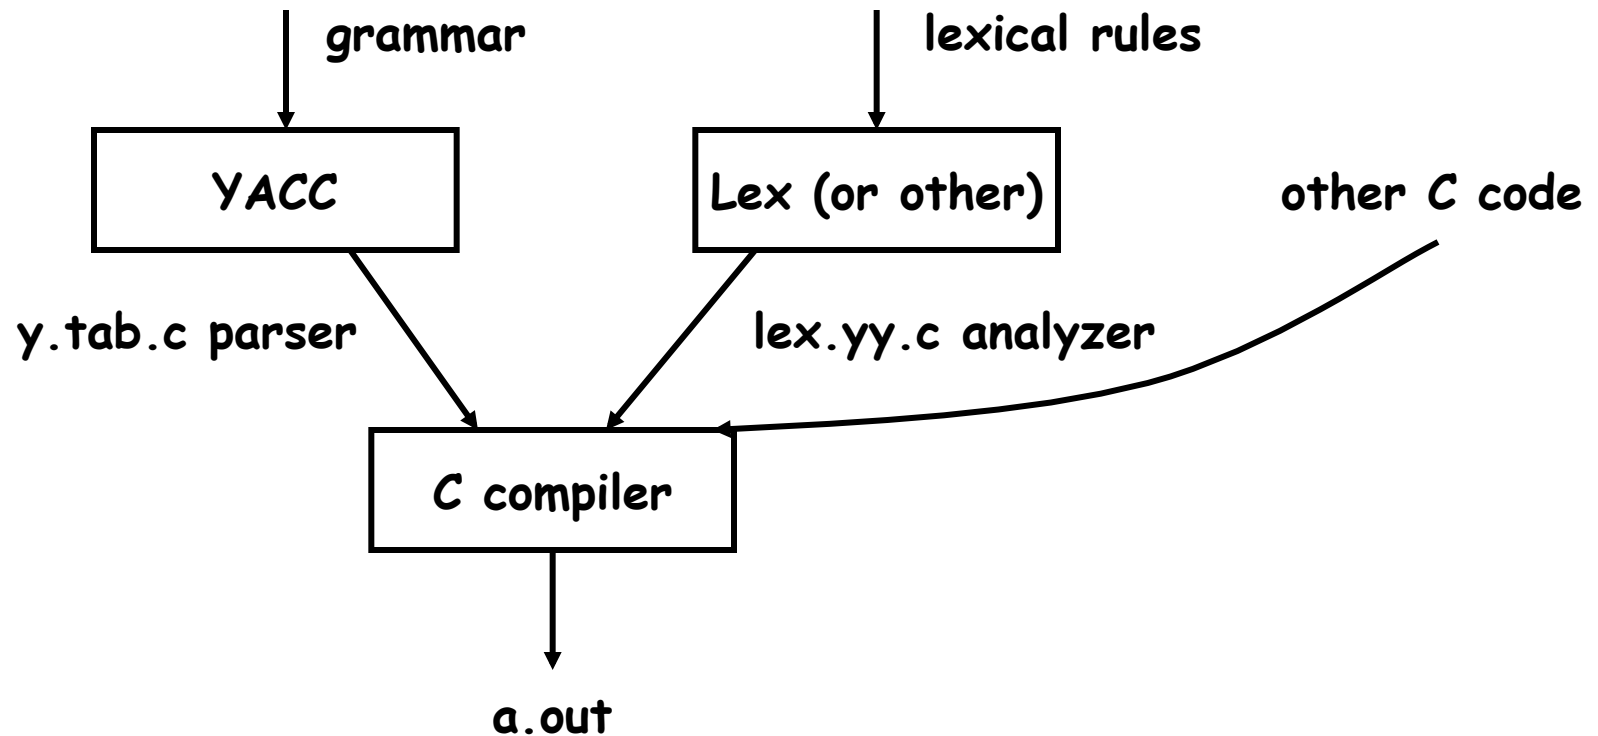 grammar
lexical rules
YACC
Lex (or other)
other C code
y.tab.c parser
lex.yy.c analyzer
C compiler
a.out